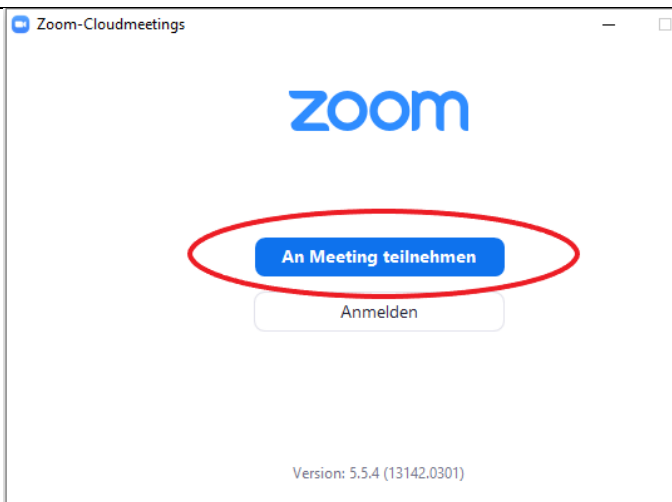 Zoom-Cloudmeetings
zoom
An Meeting teilnehmen
Anmelden
Version: 5.5.4 (13142.0301)